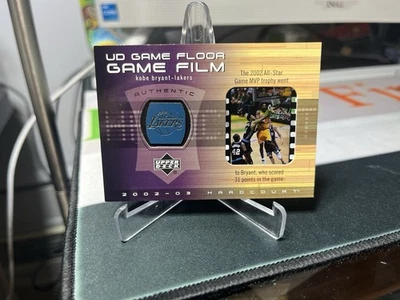 UD GAME FLOOR
GAME FILM
kobe bryant-lakers
AUTHENTIC
LAKERS
UPPER DECK
The 2002 All-Star
Game MVP trophy went
42
to Bryant, who scored
31 points in the game.
2002-03 HARDCOURT